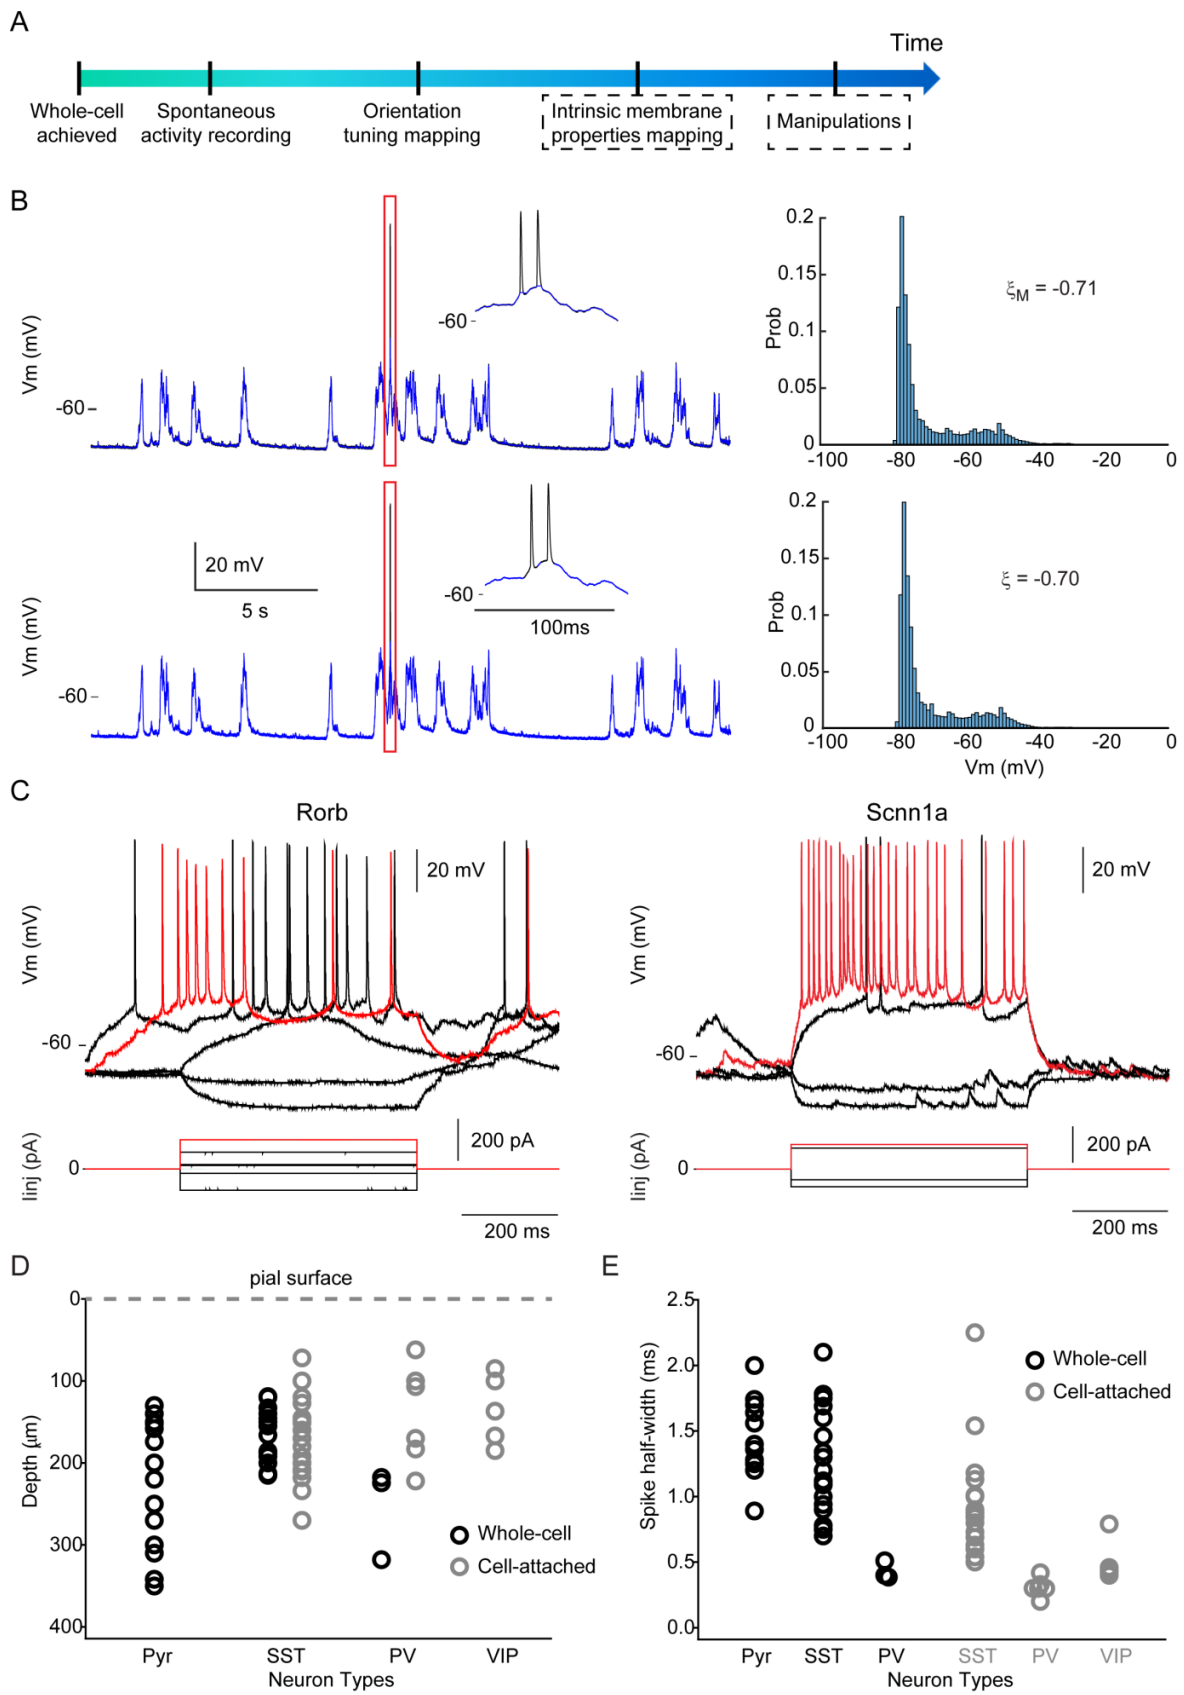 A
Time
Whole-cell
achieved
Spontaneous
activity recording
Orientation
tuning mapping
Intrinsic membrane
properties mapping
Manipulations
B
Vm (mV)
-60
-60
Prob
0.2
0.15
0.1
0.05
0
ξM = -0.71
-100 -80 -60 -40 -20 0
Vm (mV)
-60
20 mV
5 s
-60
100ms
Prob
0.2
0.15
0.1
0.05
0
ξ = -0.70
-100 -80 -60 -40 -20 0
Vm (mV)
C
Rorb
Vm (mV)
-60
20 mV
Iinj (pA)
0
200 pA
200 ms
Scnn1a
Vm (mV)
-60
20 mV
Iinj (pA)
0
200 pA
200 ms
D
pial surface
Depth (μm)
0
100
200
300
400
Whole-cell
Cell-attached
Pyr SST PV VIP
Neuron Types
E
Spike half-width (ms)
2.5
2.0
1.5
1.0
0.5
0.0
Whole-cell
Cell-attached
Pyr SST PV SST PV VIP
Neuron Types